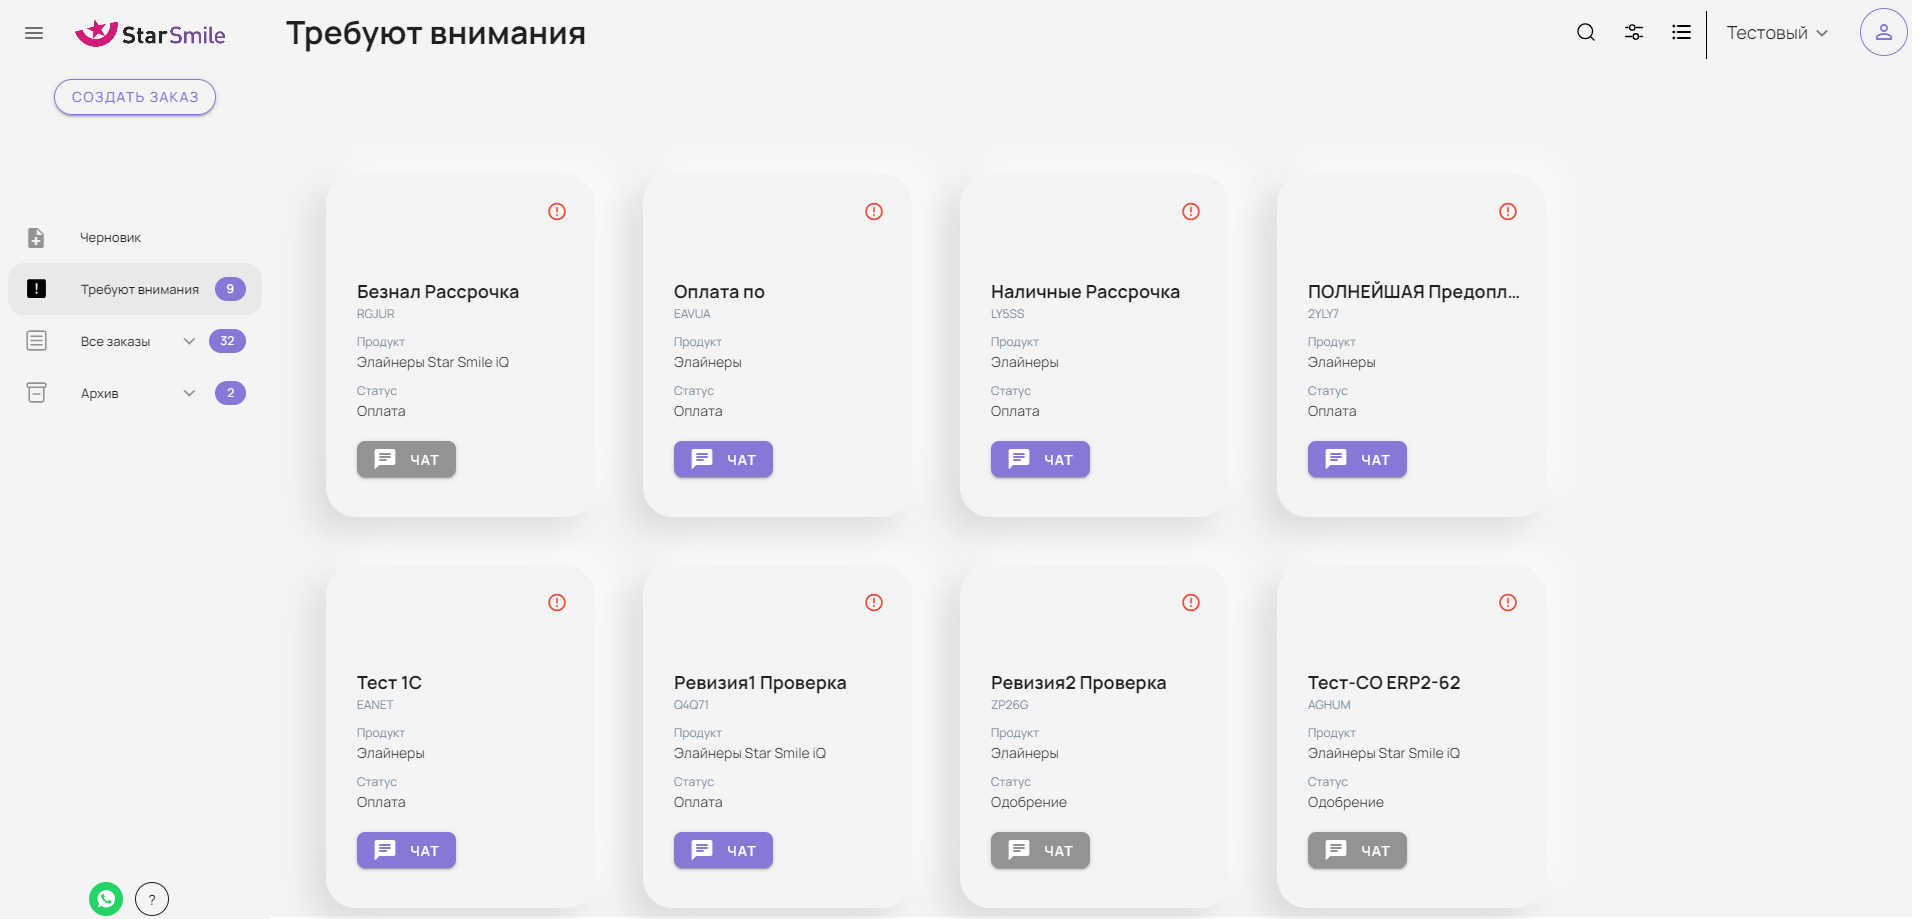 StarSmile
Требуют внимания
Тестовый
СОЗДАТЬ ЗАКАЗ
Черновик
Требуют внимания 9
Все заказы 32
Архив 2
Безнал Рассрочка
RGJUR
Продукт
Элайнеры Star Smile iQ
Статус
Оплата
ЧАТ
Оплата по
EAVUA
Продукт
Элайнеры
Статус
Оплата
ЧАТ
Наличные Рассрочка
LY5SS
Продукт
Элайнеры
Статус
Оплата
ЧАТ
ПОЛНЕЙШАЯ Предопл...
2YLY7
Продукт
Элайнеры
Статус
Оплата
ЧАТ
Тест 1С
EANET
Продукт
Элайнеры
Статус
Оплата
ЧАТ
Ревизия1 Проверка
Q4Q71
Продукт
Элайнеры Star Smile iQ
Статус
Оплата
ЧАТ
Ревизия2 Проверка
ZP26G
Продукт
Элайнеры
Статус
Одобрение
ЧАТ
Тест-СО ERP2-62
AGHUM
Продукт
Элайнеры Star Smile iQ
Статус
Одобрение
ЧАТ
?